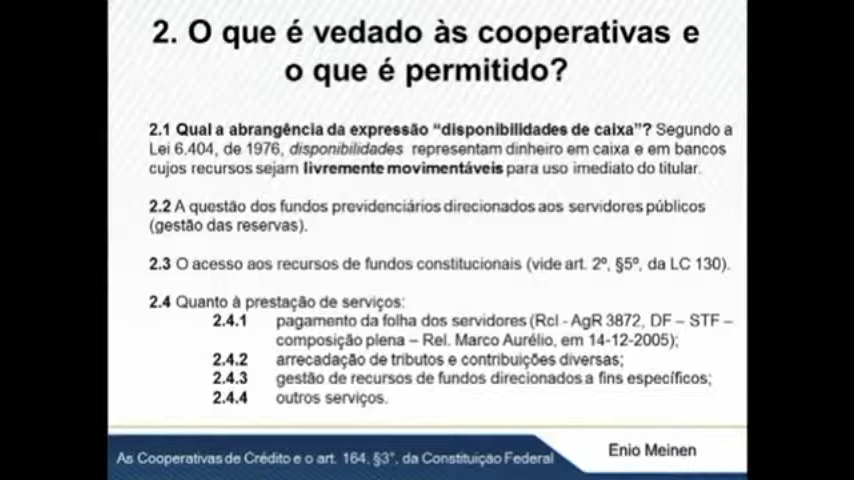 2. O que é vedado às cooperativas e
o que é permitido?
2.1 Qual a abrangência da expressão “disponibilidades de caixa”? Segundo a
Lei 6.404, de 1976, disponibilidades representam dinheiro em caixa e em bancos
cujos recursos sejam livremente movimentáveis para uso imediato do titular.
2.2 A questão dos fundos previdenciários direcionados aos servidores públicos
(gestão das reservas).
2.3 O acesso aos recursos de fundos constitucionais (vide art. 2º, §5º, da LC 130).
2.4 Quanto à prestação de serviços:
2.4.1 pagamento da folha dos servidores (Rcl - AgR 3872, DF – STF –
composição plena – Rel. Marco Aurélio, em 14-12-2005);
2.4.2 arrecadação de tributos e contribuições diversas;
2.4.3 gestão de recursos de fundos direcionados a fins específicos;
2.4.4 outros serviços.
As Cooperativas de Crédito e o art. 164, §3°, da Constituição Federal
Enio Meinen